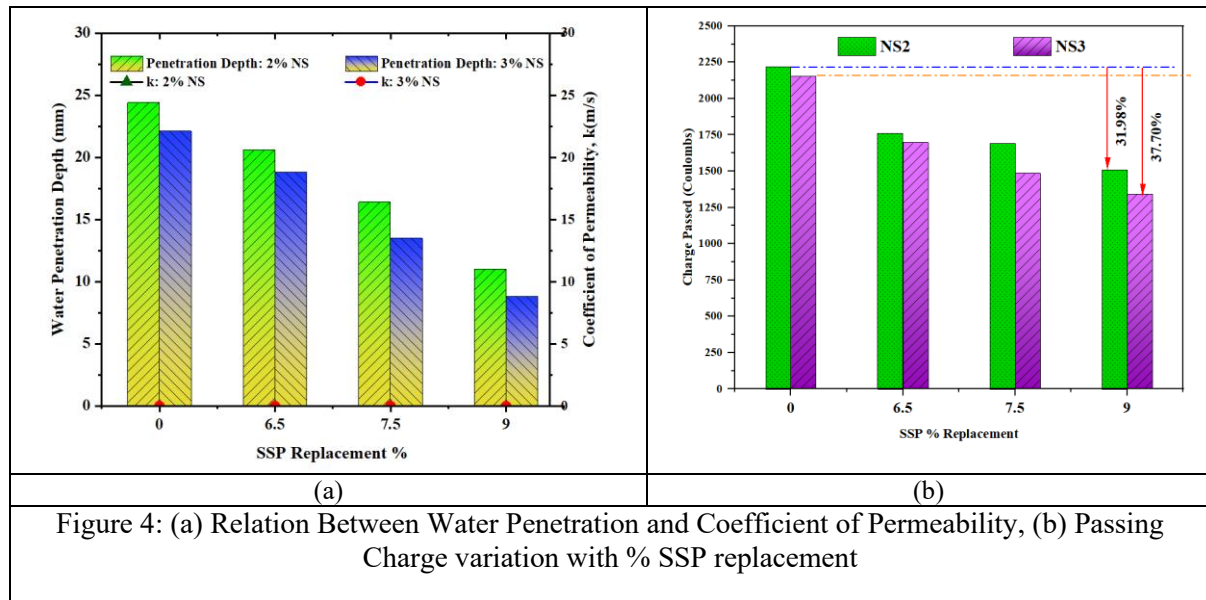 30
25
20
15
10
5
0
Water Penetration Depth (mm)
Penetration Depth: 2% NS
Penetration Depth: 3% NS
k: 2% NS
k: 3% NS
30
25
20
15
10
5
0
Coefficient of Permeability, k(m/s)
0 6.5 7.5 9
SSP Replacement %
2500
2250
2000
1750
1500
1250
1000
750
500
250
0
Charge Passed (Coulombs)
NS2 NS3
31.98%
37.70%
0 6.5 7.5 9
SSP % Replacement
(a) (b)
Figure 4: (a) Relation Between Water Penetration and Coefficient of Permeability, (b) Passing
Charge variation with % SSP replacement